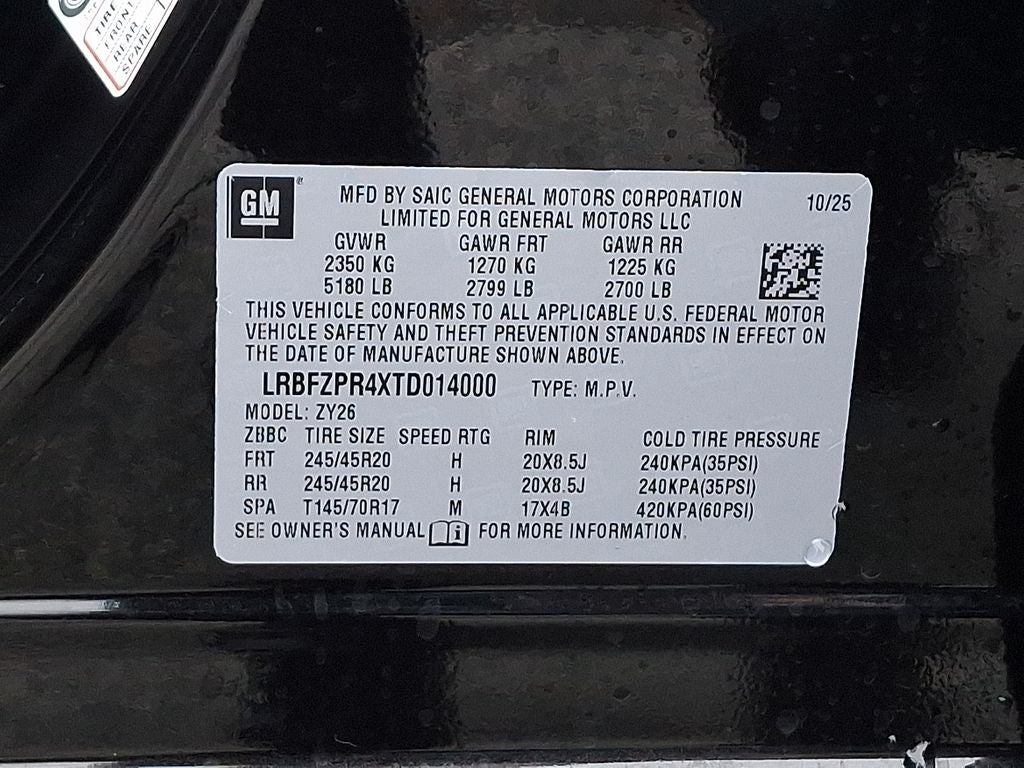 TIRE
FRONT
REAR
SPARE
GM
MFD BY SAIC GENERAL MOTORS CORPORATION 10/25
LIMITED FOR GENERAL MOTORS LLC
GVWR GAWR FRT GAWR RR
2350 KG 1270 KG 1225 KG
5180 LB 2799 LB 2700 LB
THIS VEHICLE CONFORMS TO ALL APPLICABLE U.S. FEDERAL MOTOR
VEHICLE SAFETY AND THEFT PREVENTION STANDARDS IN EFFECT ON
THE DATE OF MANUFACTURE SHOWN ABOVE.
LRBFZPR4XTD014000 TYPE: M.P.V.
MODEL: ZY26
ZBBC TIRE SIZE SPEED RTG RIM COLD TIRE PRESSURE
FRT 245/45R20 H 20X8.5J 240KPA(35PSI)
RR 245/45R20 H 20X8.5J 240KPA(35PSI)
SPA T145/70R17 M 17X4B 420KPA(60PSI)
SEE OWNER'S MANUAL FOR MORE INFORMATION.